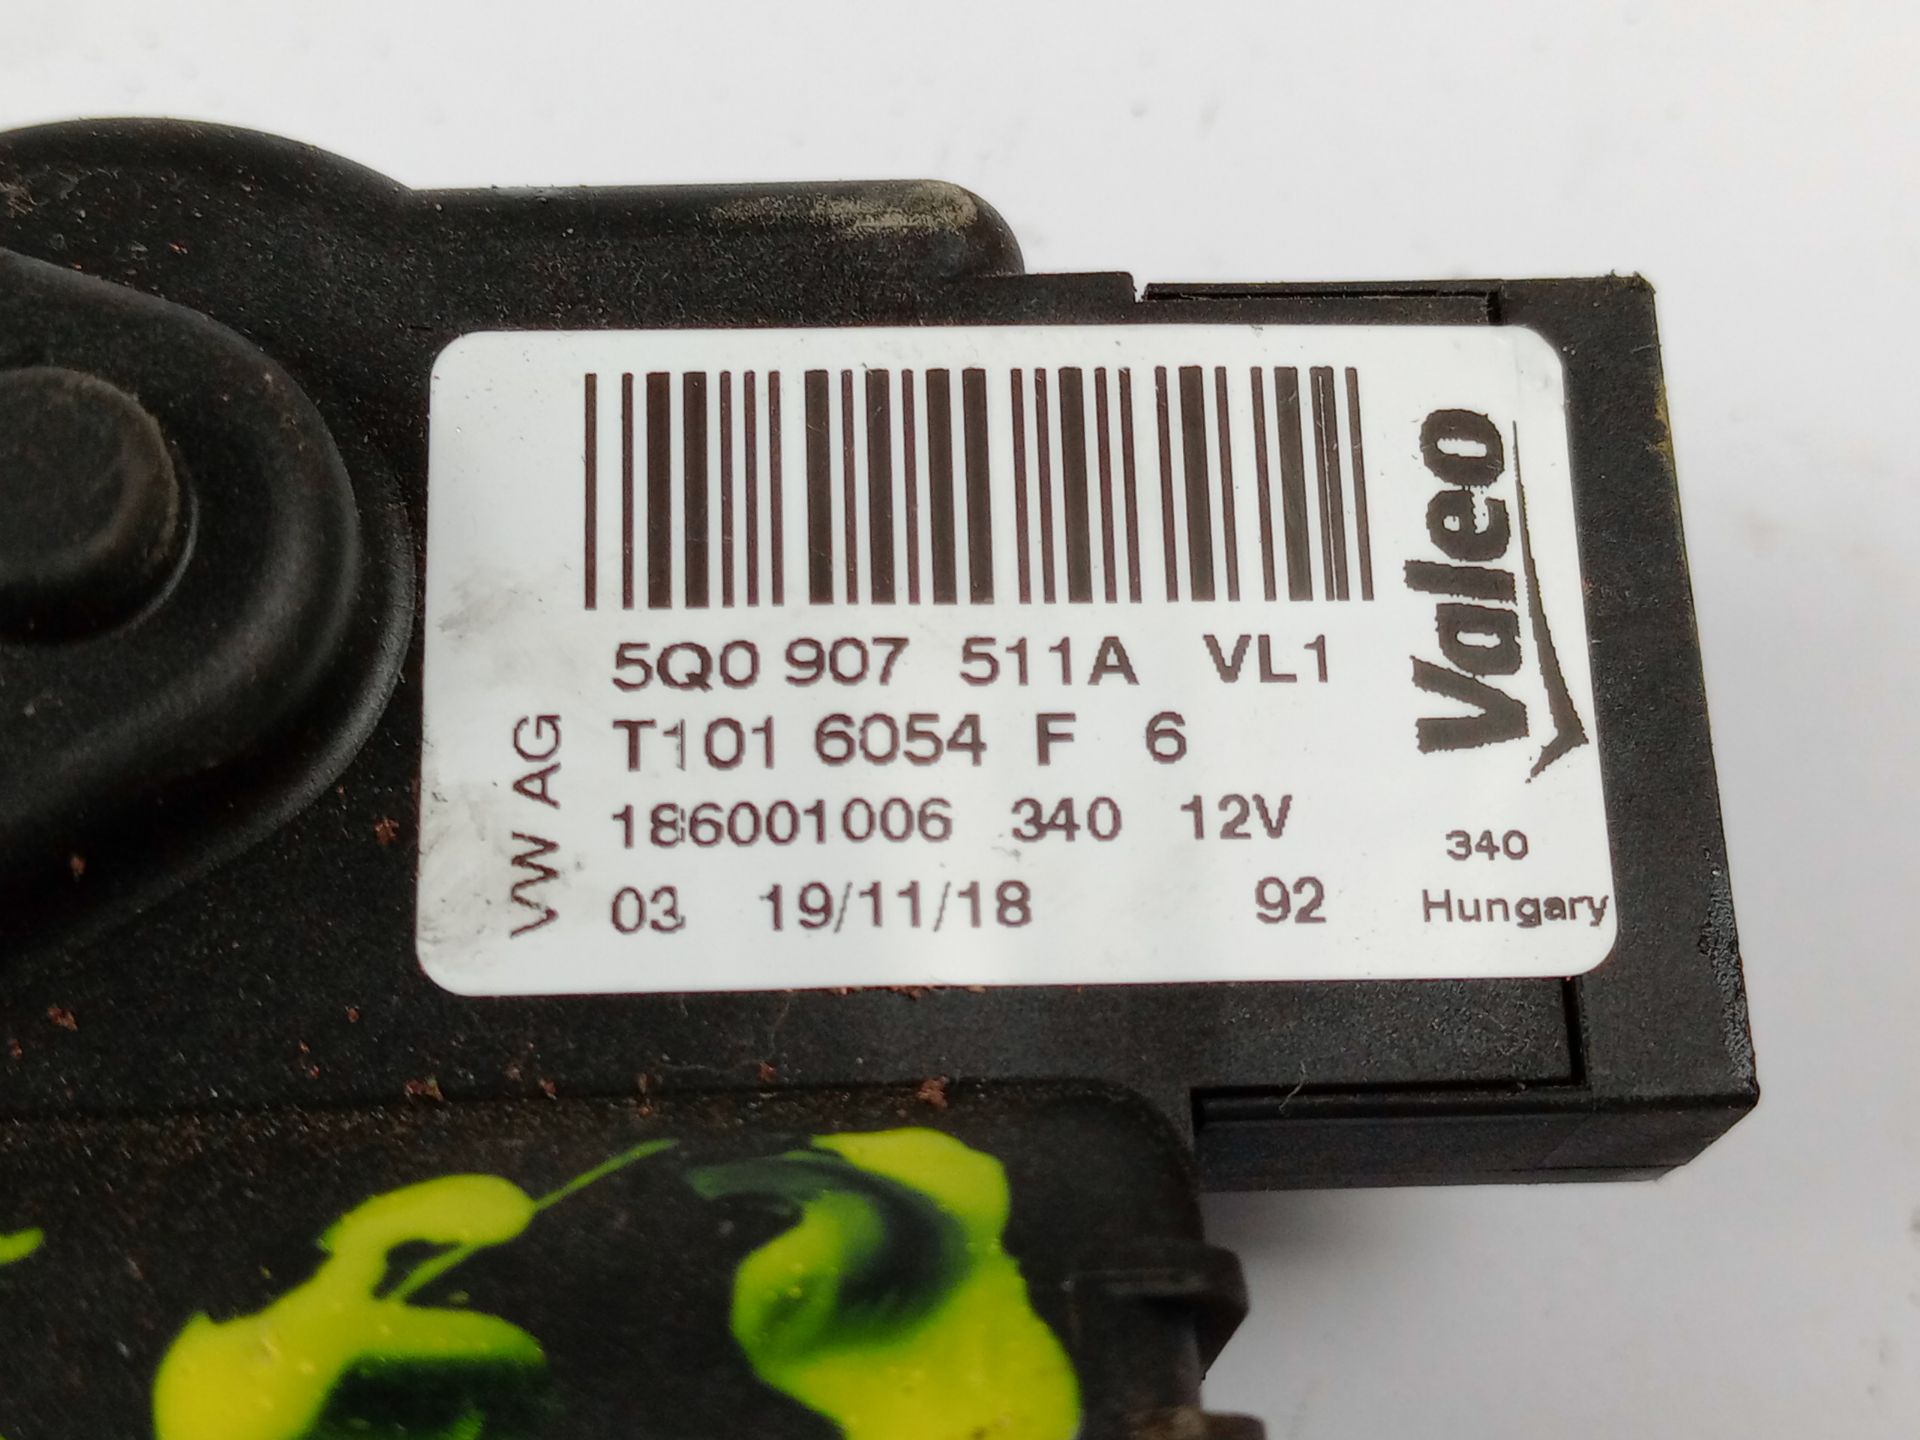 5Q0 907 511A VL1
T101 6054 F 6
186001006 340 12V
03 19/11/18 92
VW AG
Valeo
340
Hungary